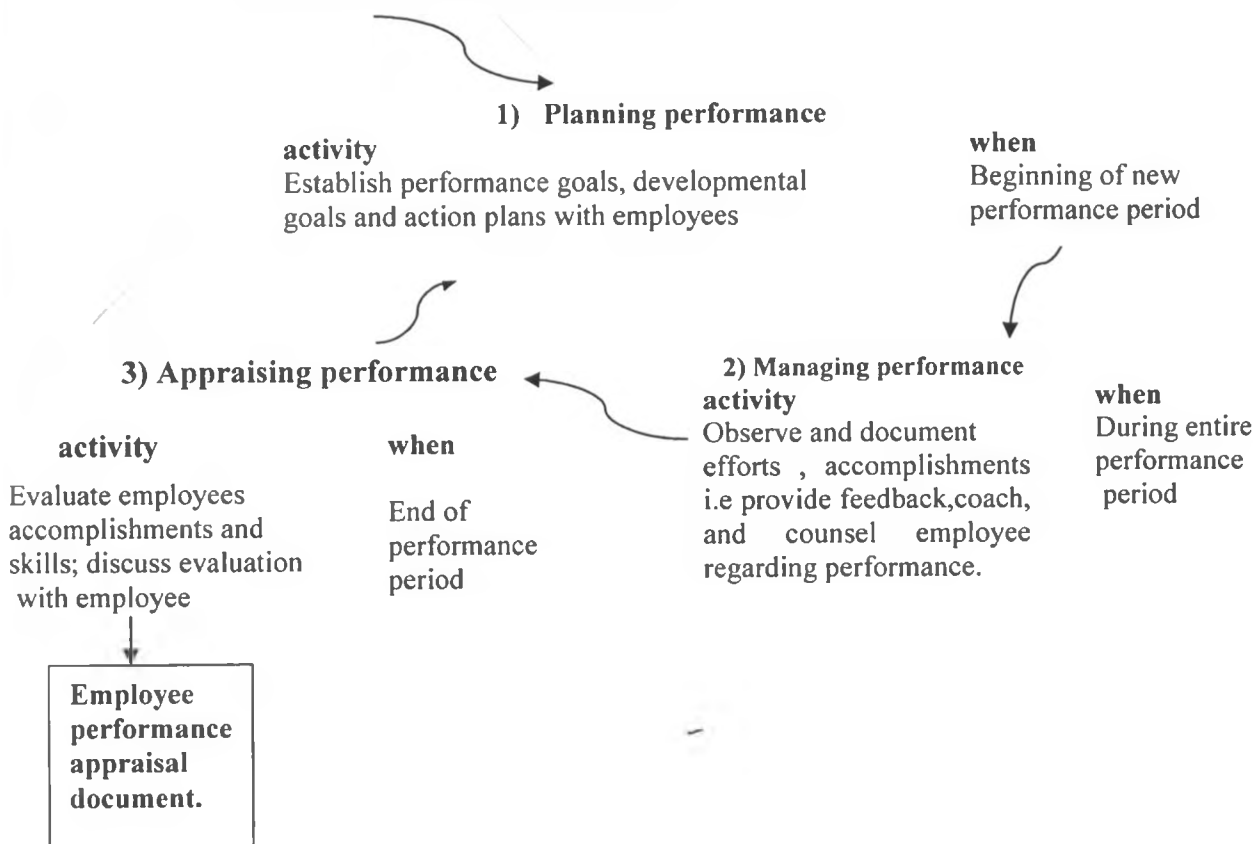 1) Planning performance
activity
Establish performance goals, developmental
goals and action plans with employees
when
Beginning of new
performance period
2) Managing performance
activity
Observe and document
efforts , accomplishments
i.e provide feedback,coach,
and counsel employee
regarding performance.
when
During entire
performance
period
3) Appraising performance
activity
Evaluate employees
accomplishments and
skills; discuss evaluation
with employee
when
End of
performance
period
Employee
performance
appraisal
document.